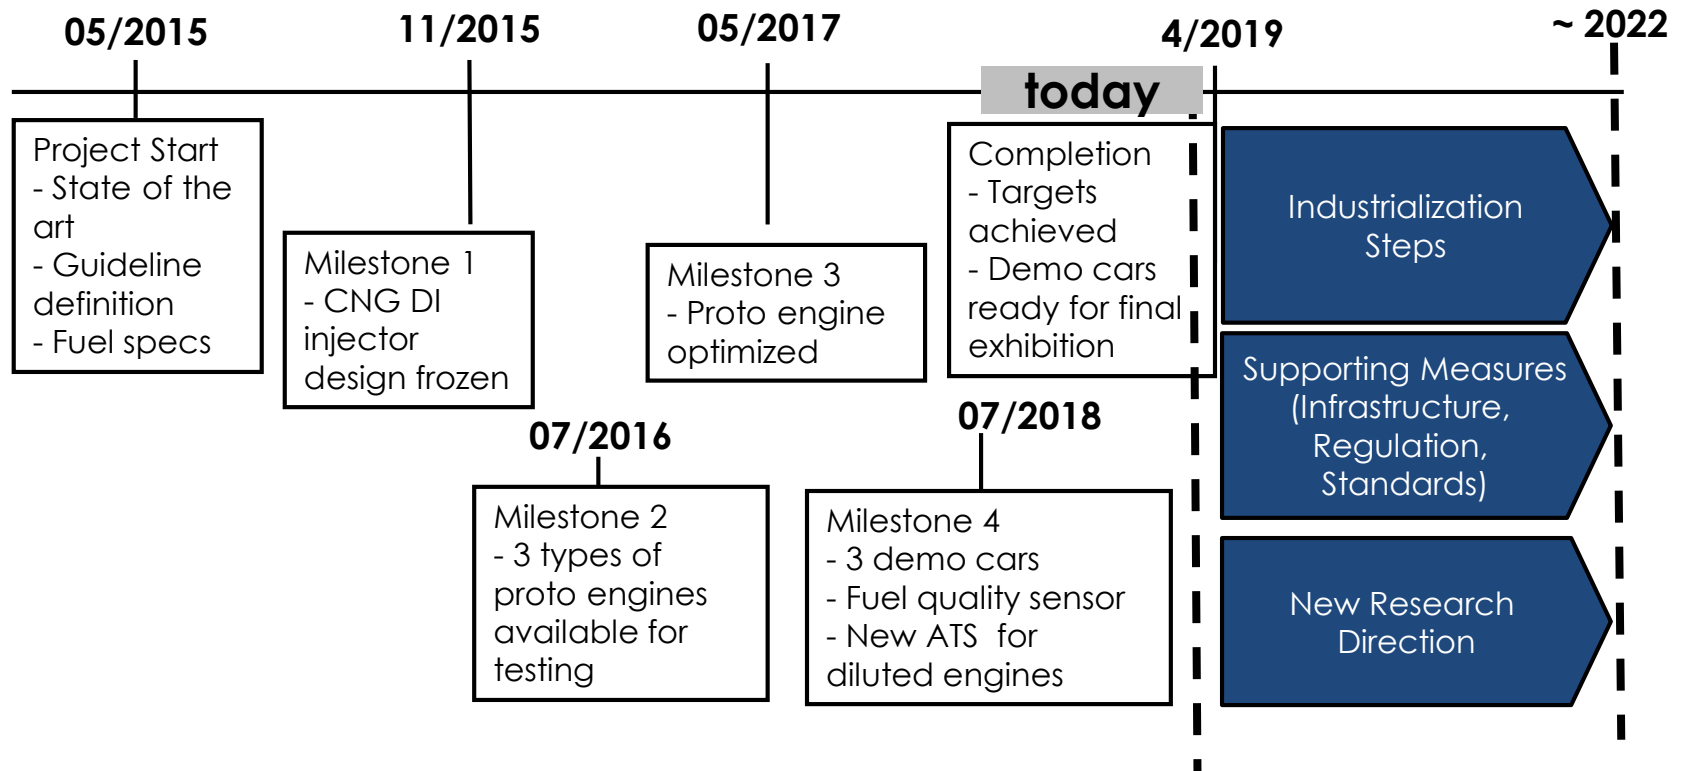 05/2015
11/2015
05/2017
4/2019
~ 2022
today
Project Start
- State of the
art
- Guideline
definition
- Fuel specs
Milestone 1
- CNG DI
injector
design frozen
Milestone 3
- Proto engine
optimized
Completion
- Targets
achieved
- Demo cars
ready for final
exhibition
Industrialization
Steps
Supporting Measures
(Infrastructure,
Regulation,
Standards)
New Research
Direction
07/2016
Milestone 2
- 3 types of
proto engines
available for
testing
07/2018
Milestone 4
- 3 demo cars
- Fuel quality sensor
- New ATS  for
diluted engines